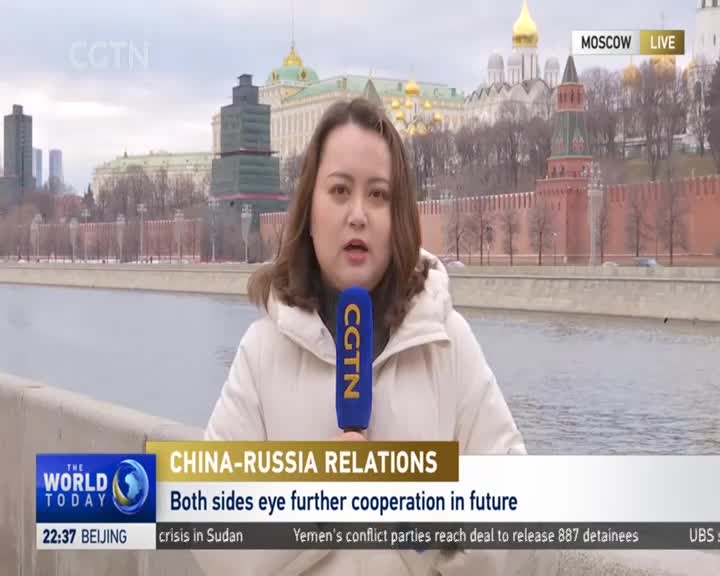 CGTN
MOSCOW LIVE
CGTN
CHINA-RUSSIA RELATIONS
THE WORLD TODAY
Both sides eye further cooperation in future
22:37 BEIJING
crisis in Sudan Yemen's conflict parties reach deal to release 887 detainees UBS